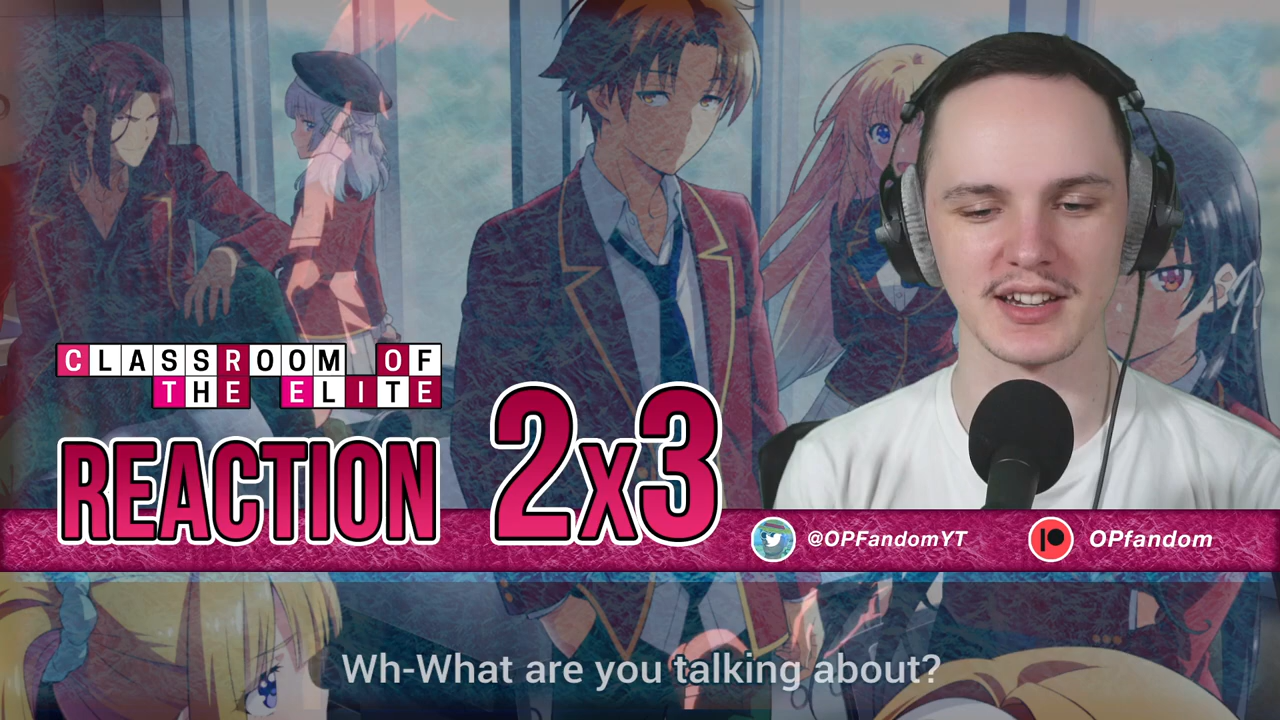 CLASSROOM OF
THE ELITE
REACTION 2x3
@OPFandomYT OPfandom
Wh-What are you talking about?